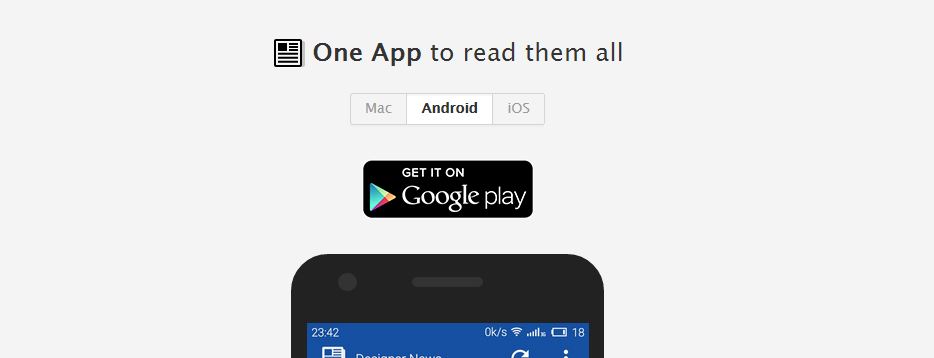 One App to read them all
Mac Android iOS
GET IT ON
Google play
23:42 0k/s 18
Designer News